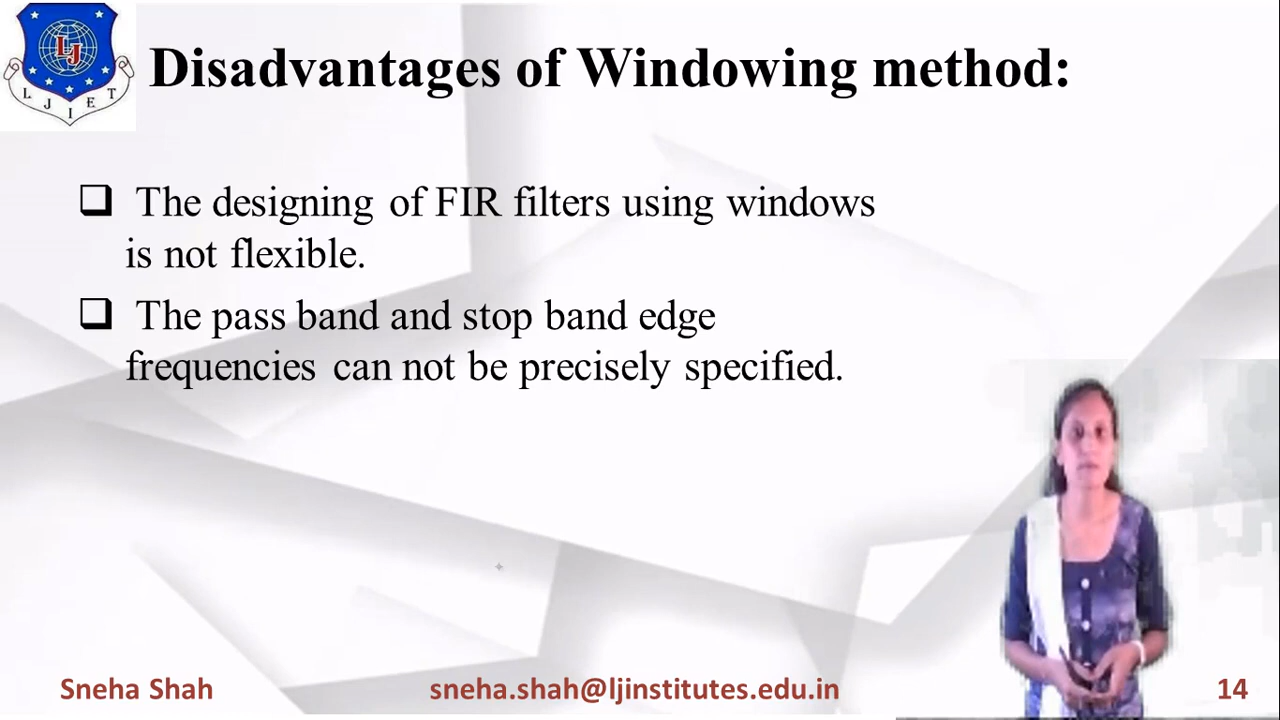 LJIET
Disadvantages of Windowing method:
❑ The designing of FIR filters using windows
is not flexible.
❑ The pass band and stop band edge
frequencies can not be precisely specified.
Sneha Shah
sneha.shah@ljinstitutes.edu.in
14